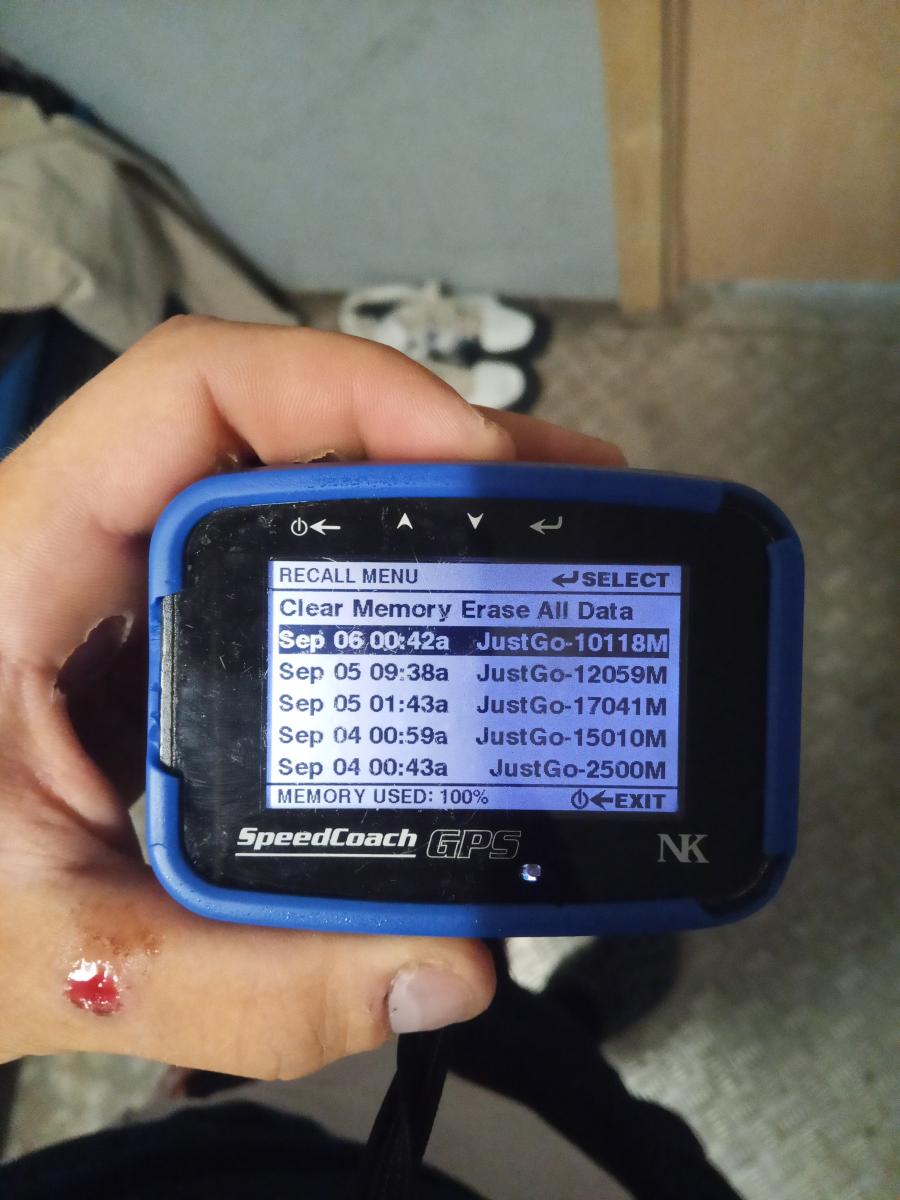 RECALL MENU SELECT
Clear Memory Erase All Data
Sep 06 00:42a JustGo-10118M
Sep 05 09:38a JustGo-12059M
Sep 05 01:43a JustGo-17041M
Sep 04 00:59a JustGo-15010M
Sep 04 00:43a JustGo-2500M
MEMORY USED: 100% EXIT
SpeedCoach GPS NK